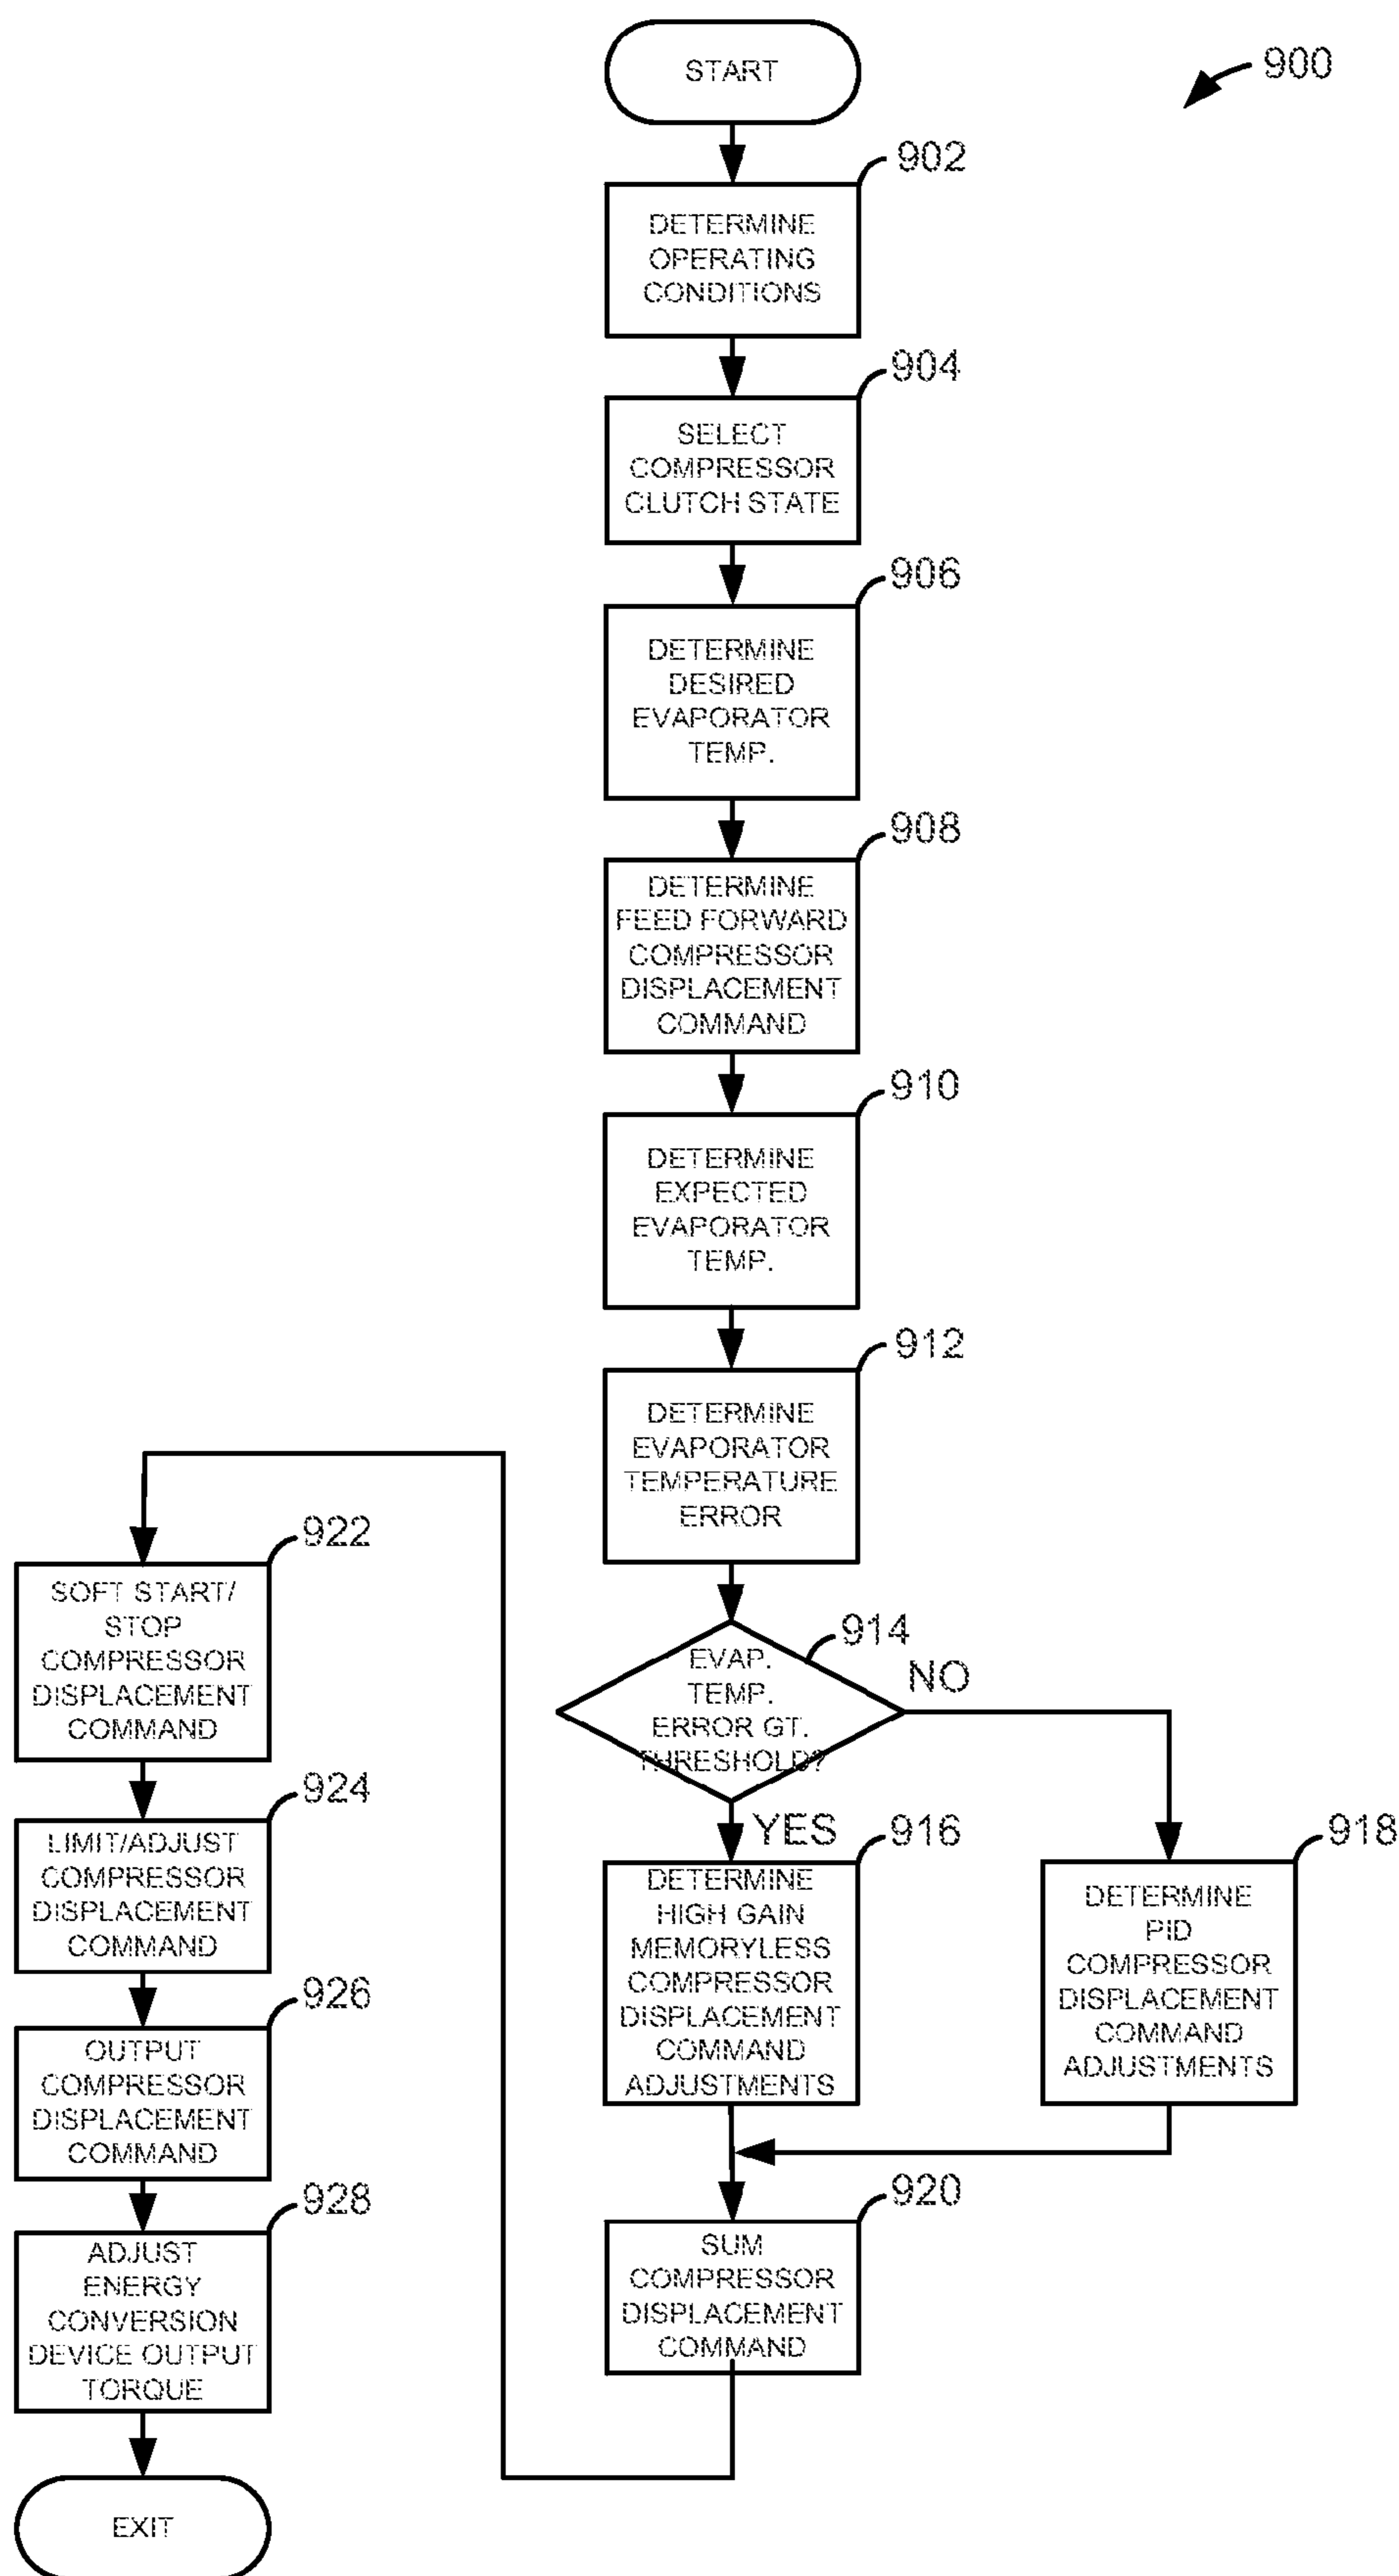 START
900
902
DETERMINE
OPERATING
CONDITIONS
904
SELECT
COMPRESSOR
CLUTCH STATE
906
DETERMINE
DESIRED
EVAPORATOR
TEMP.
908
DETERMINE
FEED FORWARD
COMPRESSOR
DISPLACEMENT
COMMAND
910
DETERMINE
EXPECTED
EVAPORATOR
TEMP.
912
DETERMINE
EVAPORATOR
TEMPERATURE
ERROR
914
EVAP.
TEMP.
ERROR GT.
THRESHOLD?
NO
YES
916
DETERMINE
HIGH GAIN
MEMORYLESS
COMPRESSOR
DISPLACEMENT
COMMAND
ADJUSTMENTS
918
DETERMINE
PID
COMPRESSOR
DISPLACEMENT
COMMAND
ADJUSTMENTS
920
SUM
COMPRESSOR
DISPLACEMENT
COMMAND
922
SOFT START/
STOP
COMPRESSOR
DISPLACEMENT
COMMAND
924
LIMIT/ADJUST
COMPRESSOR
DISPLACEMENT
COMMAND
926
OUTPUT
COMPRESSOR
DISPLACEMENT
COMMAND
928
ADJUST
ENERGY
CONVERSION
DEVICE OUTPUT
TORQUE
EXIT